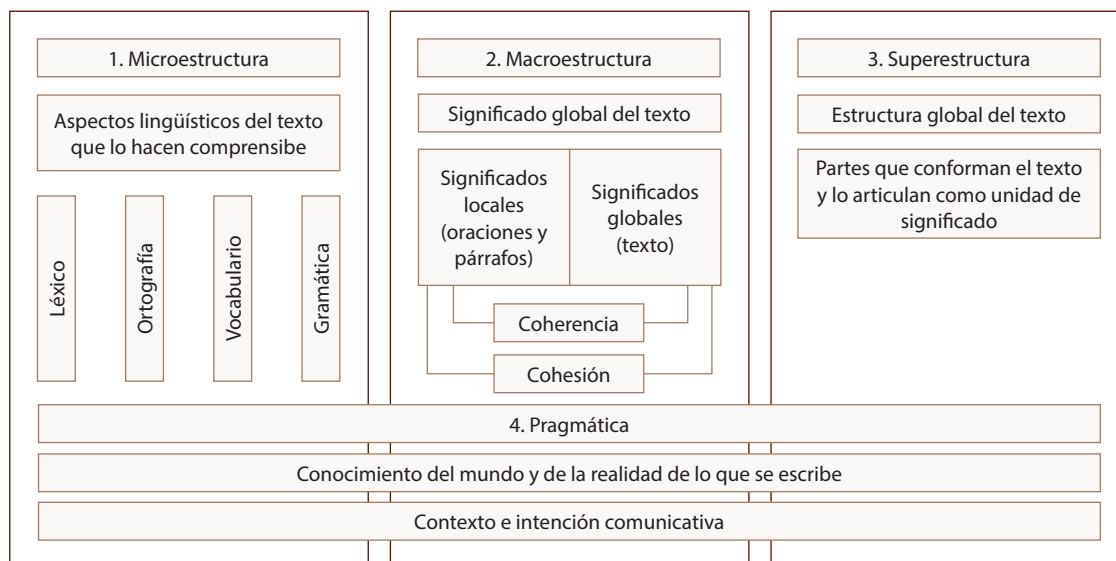 1. Microestructura
Aspectos lingüísticos del texto
que lo hacen comprensibe
Léxico
Ortografía
Vocabulario
Gramática
2. Macroestructura
Significado global del texto
Significados
locales
(oraciones y
párrafos)
Significados
globales
(texto)
Coherencia
Cohesión
3. Superestructura
Estructura global del texto
Partes que conforman el texto
y lo articulan como unidad de
significado
4. Pragmática
Conocimiento del mundo y de la realidad de lo que se escribe
Contexto e intención comunicativa